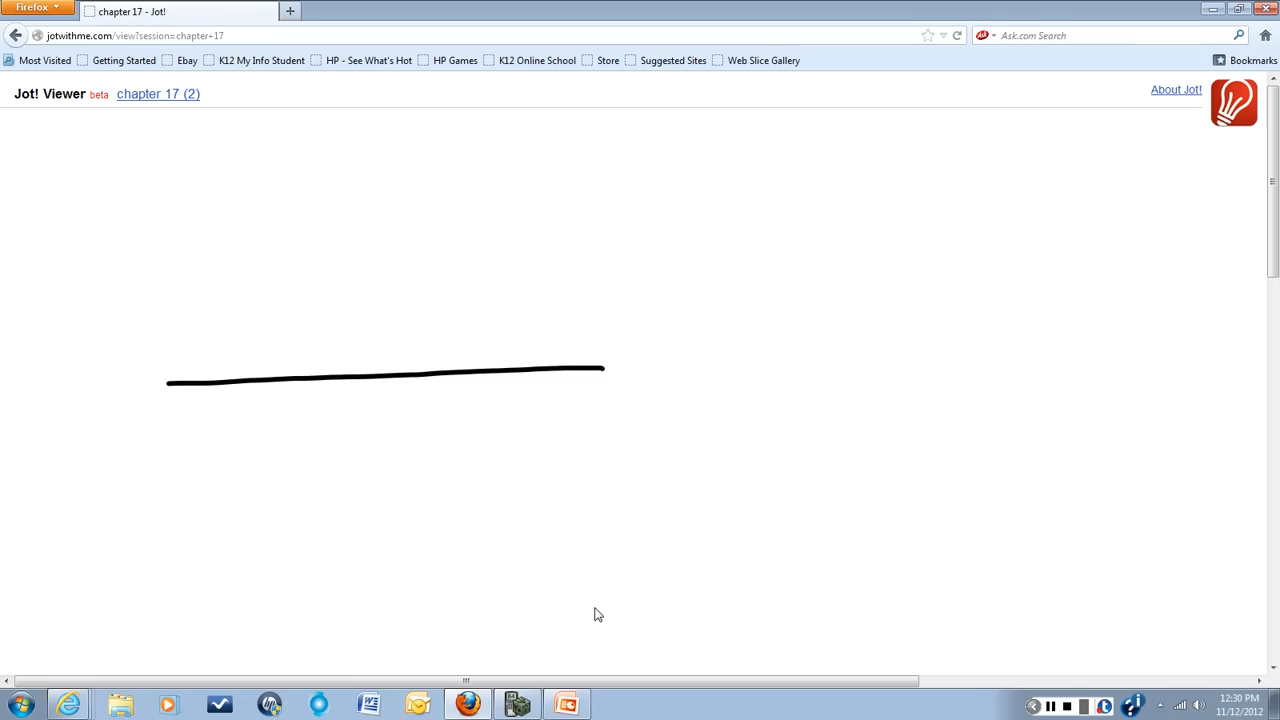 Firefox
chapter 17 - Jot!
jotwithme.com/view?session=chapter+17
Ask.com Search
Most Visited Getting Started Ebay K12 My Info Student HP - See What's Hot HP Games K12 Online School Store Suggested Sites Web Slice Gallery Bookmarks
Jot! Viewer beta chapter 17 (2) About Jot!
12:30 PM
11/12/2012